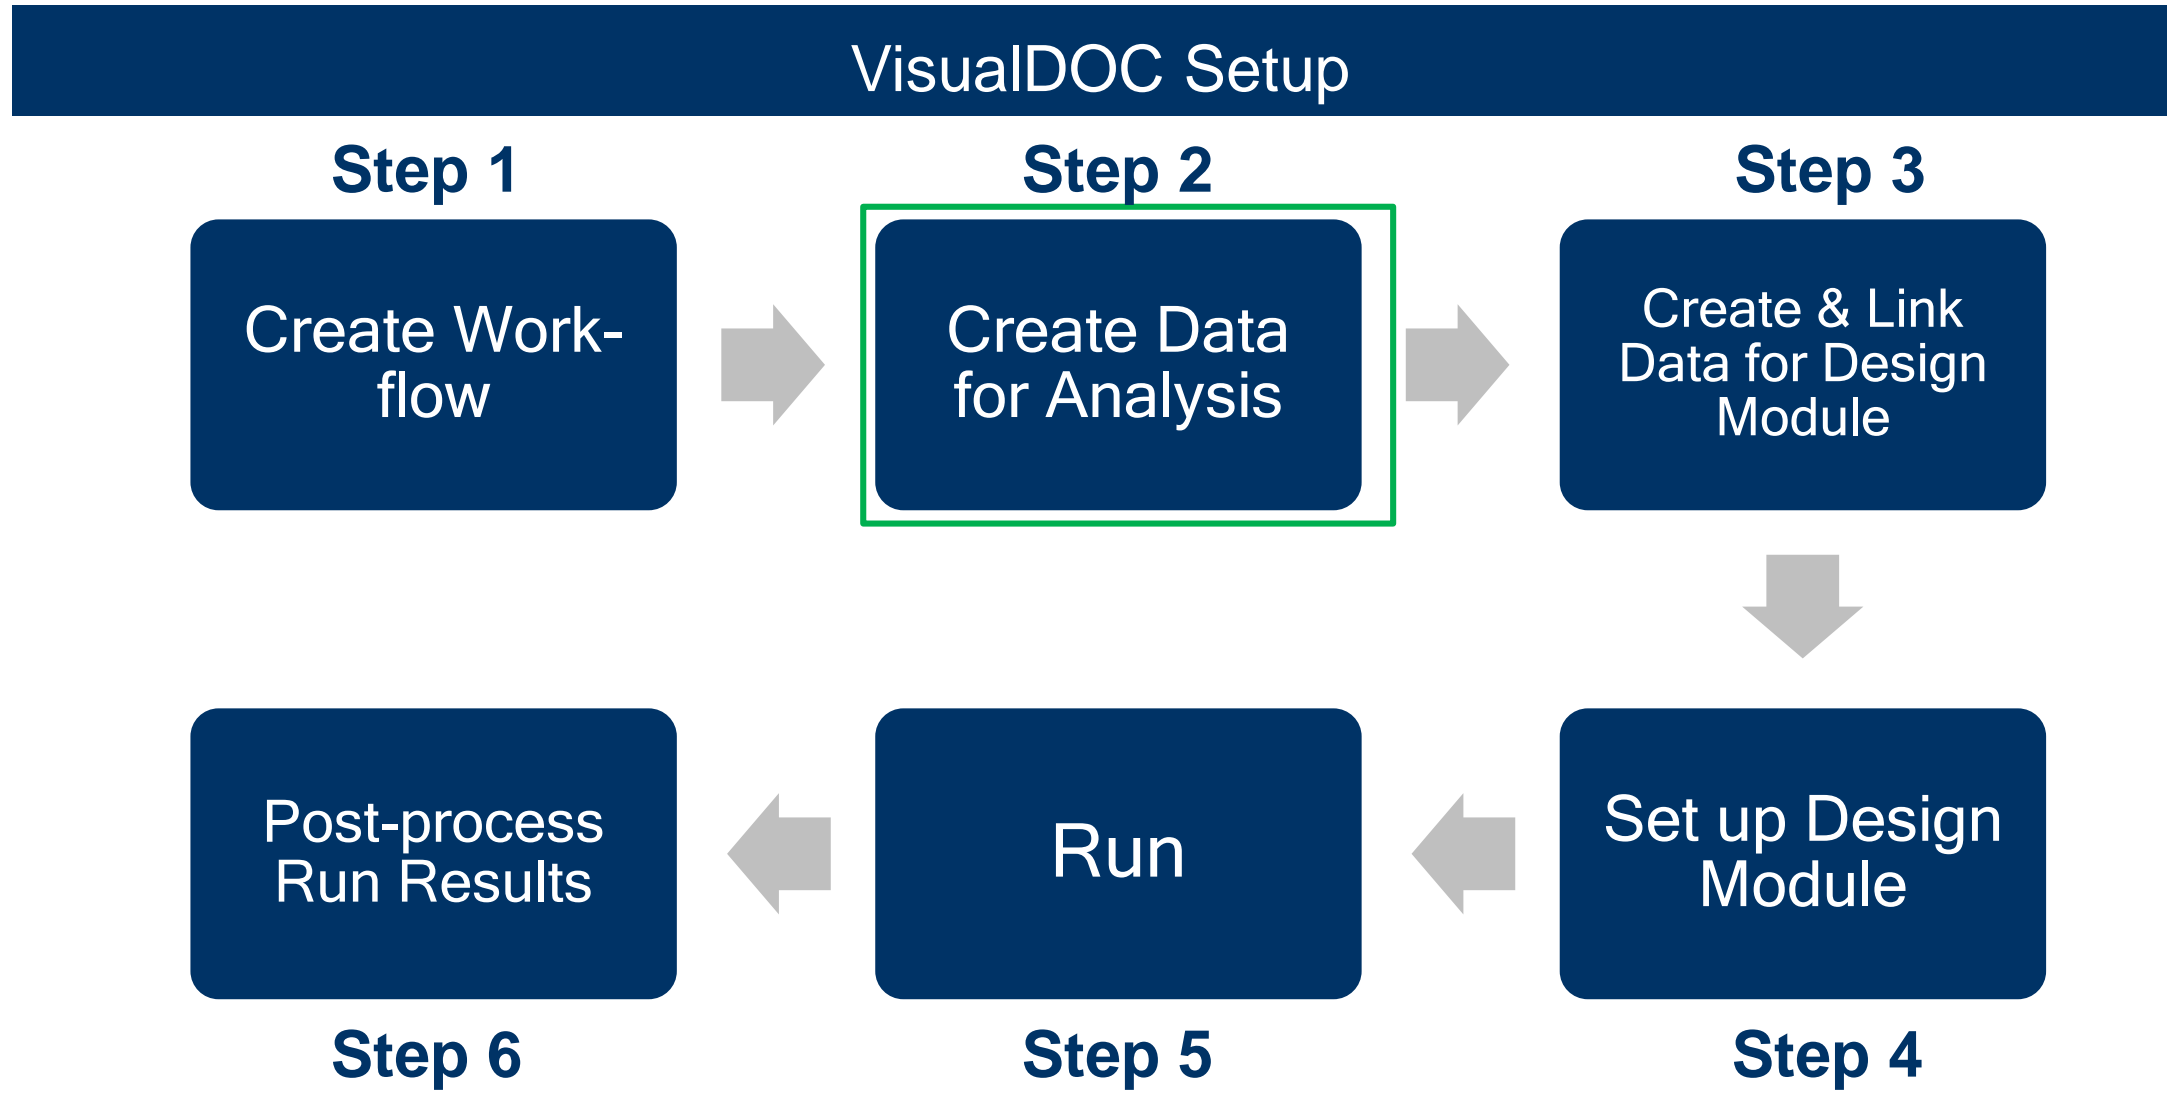 VisualDOC Setup
Step 1
Step 2
Step 3
Create Work-
flow
Create Data
for Analysis
Create & Link
Data for Design
Module
Post-process
Run Results
Run
Set up Design
Module
Step 6
Step 5
Step 4